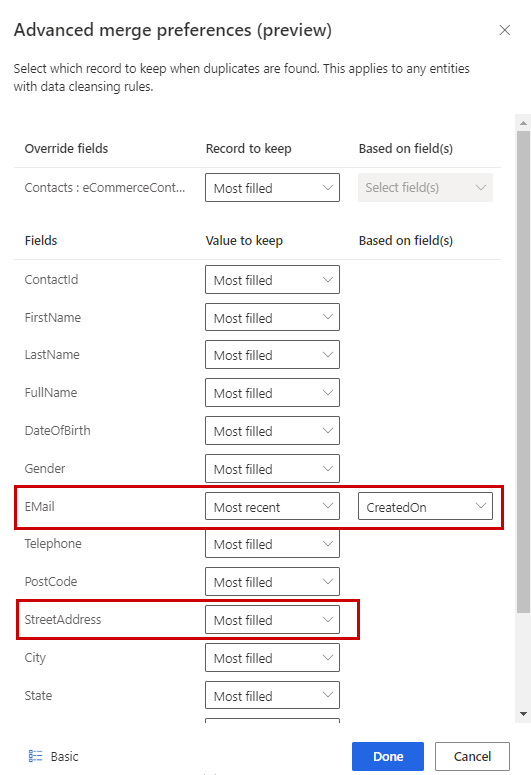 Advanced merge preferences (preview)
Select which record to keep when duplicates are found. This applies to any entities
with data cleansing rules.
Override fields Record to keep Based on field(s)
Contacts : eCommerceCont... Most filled Select field(s)
Fields Value to keep Based on field(s)
ContactId Most filled
FirstName Most filled
LastName Most filled
FullName Most filled
DateOfBirth Most filled
Gender Most filled
EMail Most recent CreatedOn
Telephone Most filled
PostCode Most filled
StreetAddress Most filled
City Most filled
State Most filled
Basic Done Cancel